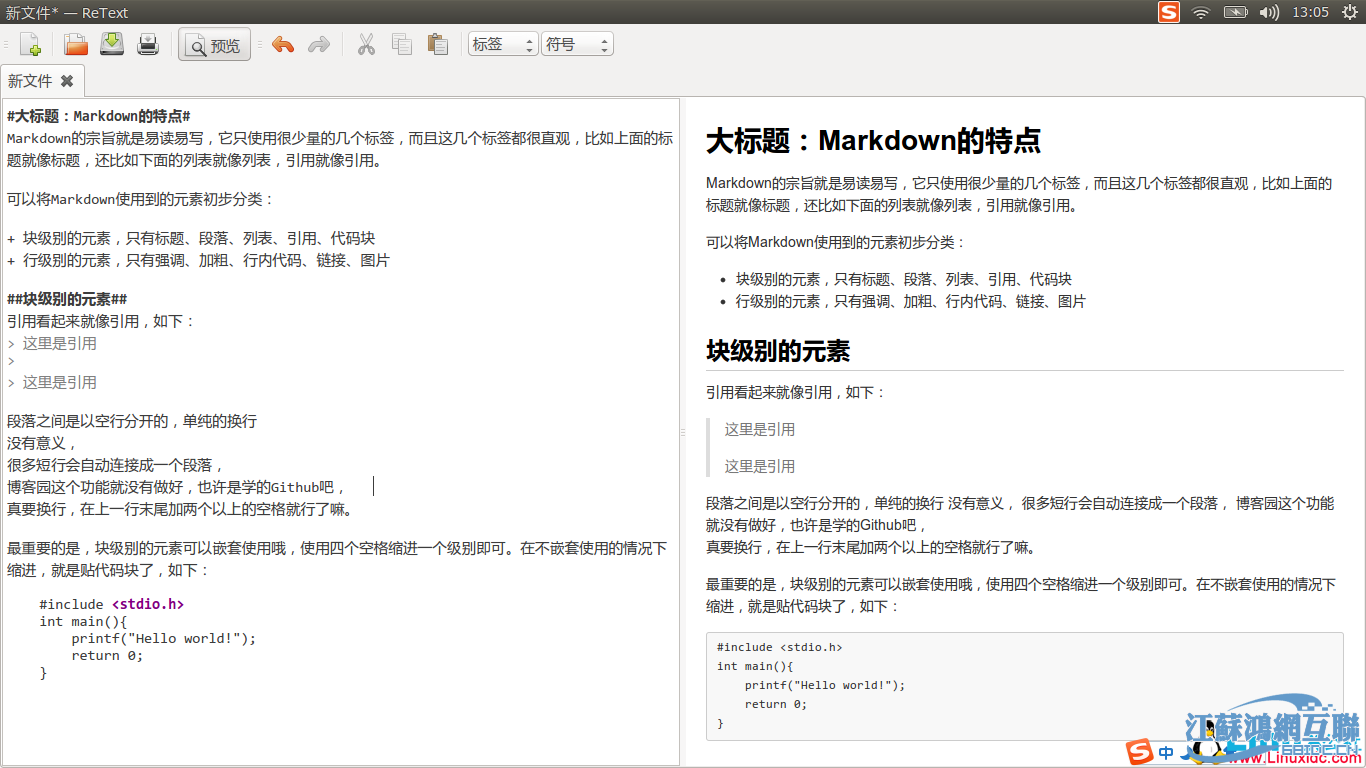 新文件* — ReText
13:05
预览
标签
符号
新文件
#大标题：Markdown的特点#
Markdown的宗旨就是易读易写，它只使用很少量的几个标签，而且这几个标签都很直观，比如上面的标
题就像标题，还比如下面的列表就像列表，引用就像引用。
可以将Markdown使用到的元素初步分类：
+ 块级别的元素，只有标题、段落、列表、引用、代码块
+ 行级别的元素，只有强调、加粗、行内代码、链接、图片
##块级别的元素##
引用看起来就像引用，如下：
> 这里是引用
>
> 这里是引用
段落之间是以空行分开的，单纯的换行
没有意义，
很多短行会自动连接成一个段落，
博客园这个功能就没有做好，也许是学的Github吧，
真要换行，在上一行末尾加两个以上的空格就行了嘛。
最重要的是，块级别的元素可以嵌套使用哦，使用四个空格缩进一个级别即可。在不嵌套使用的情况下
缩进，就是贴代码块了，如下：
#include <stdio.h>
int main(){
printf("Hello world!");
return 0;
}
大标题：Markdown的特点
Markdown的宗旨就是易读易写，它只使用很少量的几个标签，而且这几个标签都很直观，比如上面的
标题就像标题，还比如下面的列表就像列表，引用就像引用。
可以将Markdown使用到的元素初步分类：
• 块级别的元素，只有标题、段落、列表、引用、代码块
• 行级别的元素，只有强调、加粗、行内代码、链接、图片
块级别的元素
引用看起来就像引用，如下：
这里是引用
这里是引用
段落之间是以空行分开的，单纯的换行 没有意义， 很多短行会自动连接成一个段落， 博客园这个功能
就没有做好，也许是学的Github吧，
真要换行，在上一行末尾加两个以上的空格就行了嘛。
最重要的是，块级别的元素可以嵌套使用哦，使用四个空格缩进一个级别即可。在不嵌套使用的情况下
缩进，就是贴代码块了，如下：
#include <stdio.h>
int main(){
printf("Hello world!");
return 0;
}
江蘇鴻網互聯
中
www.Linuxidc.com